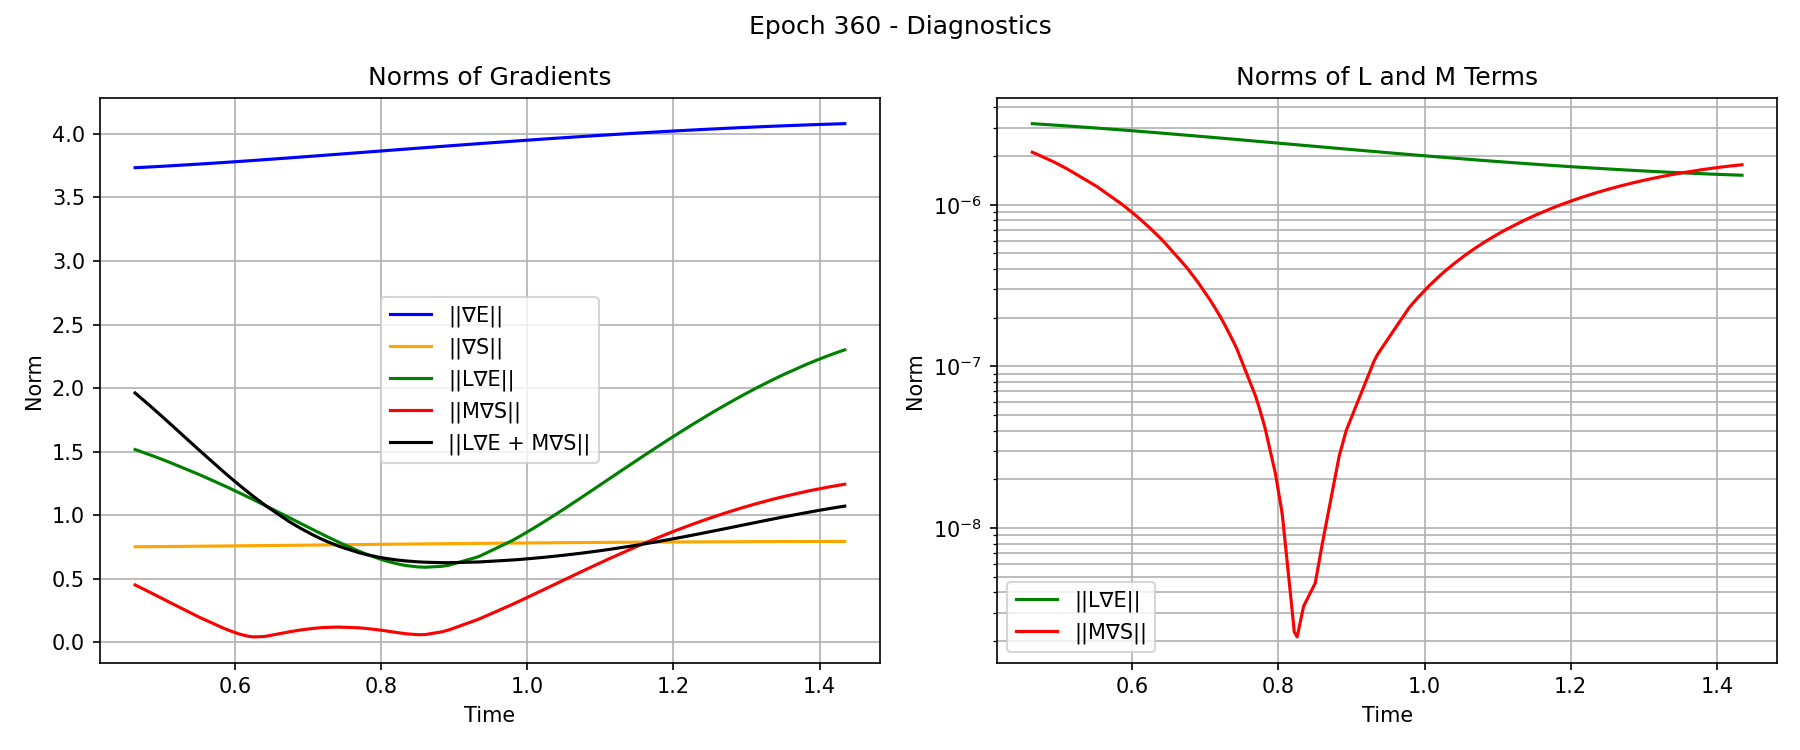 Epoch 360 - Diagnostics
Norms of Gradients
4.0
3.5
3.0
2.5
2.0
1.5
1.0
0.5
0.0
Norm
||∇E||
||∇S||
||L∇E||
||M∇S||
||L∇E + M∇S||
0.6
0.8
1.0
1.2
1.4
Time
Norms of L and M Terms
10⁻⁶
10⁻⁷
10⁻⁸
Norm
||L∇E||
||M∇S||
0.6
0.8
1.0
1.2
1.4
Time